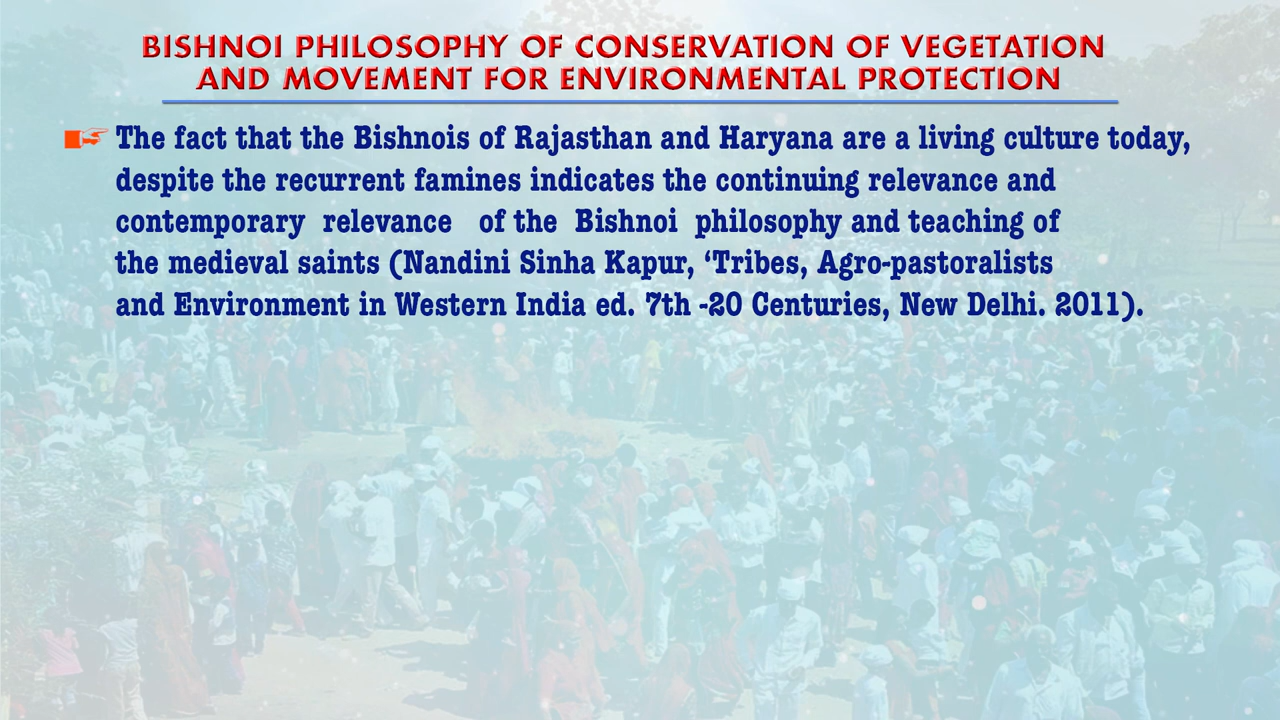 BISHNOI PHILOSOPHY OF CONSERVATION OF VEGETATION
AND MOVEMENT FOR ENVIRONMENTAL PROTECTION
The fact that the Bishnois of Rajasthan and Haryana are a living culture today,
despite the recurrent famines indicates the continuing relevance and
contemporary relevance of the Bishnoi philosophy and teaching of
the medieval saints (Nandini Sinha Kapur, ‘Tribes, Agro-pastoralists
and Environment in Western India ed. 7th -20 Centuries, New Delhi. 2011).